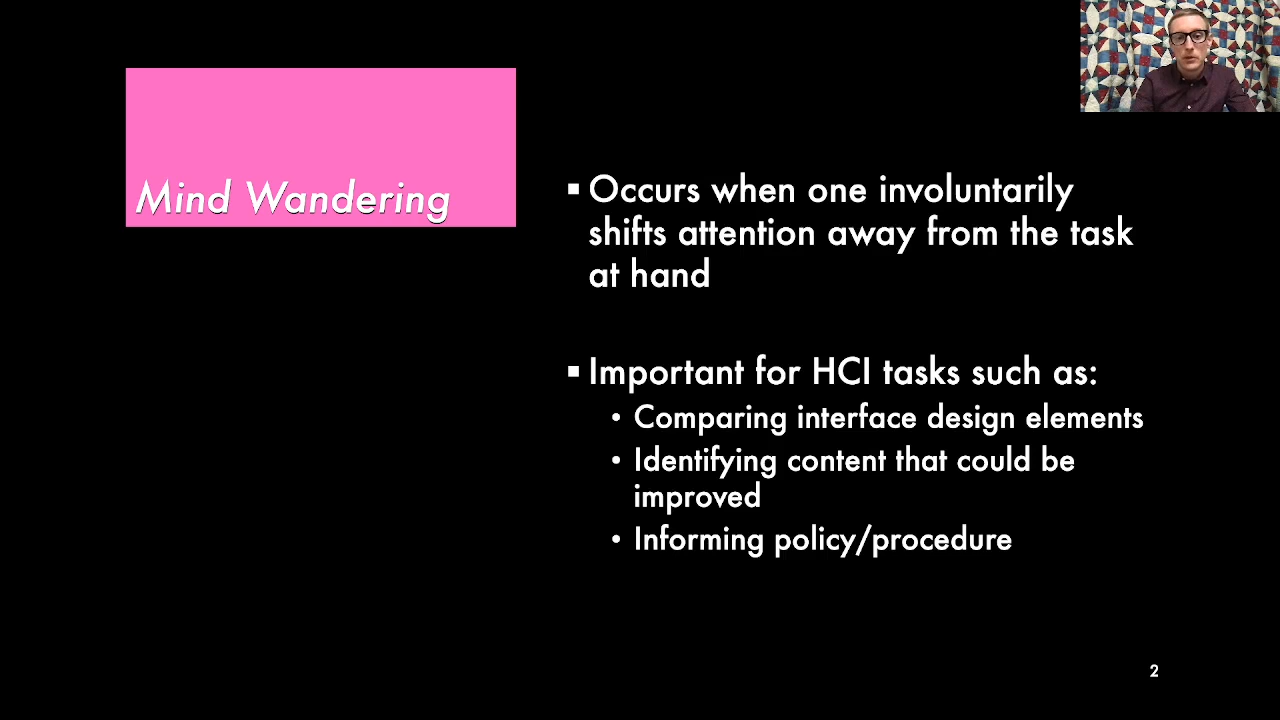 Mind Wandering
▪ Occurs when one involuntarily
shifts attention away from the task
at hand
▪ Important for HCI tasks such as:
• Comparing interface design elements
• Identifying content that could be
improved
• Informing policy/procedure
2